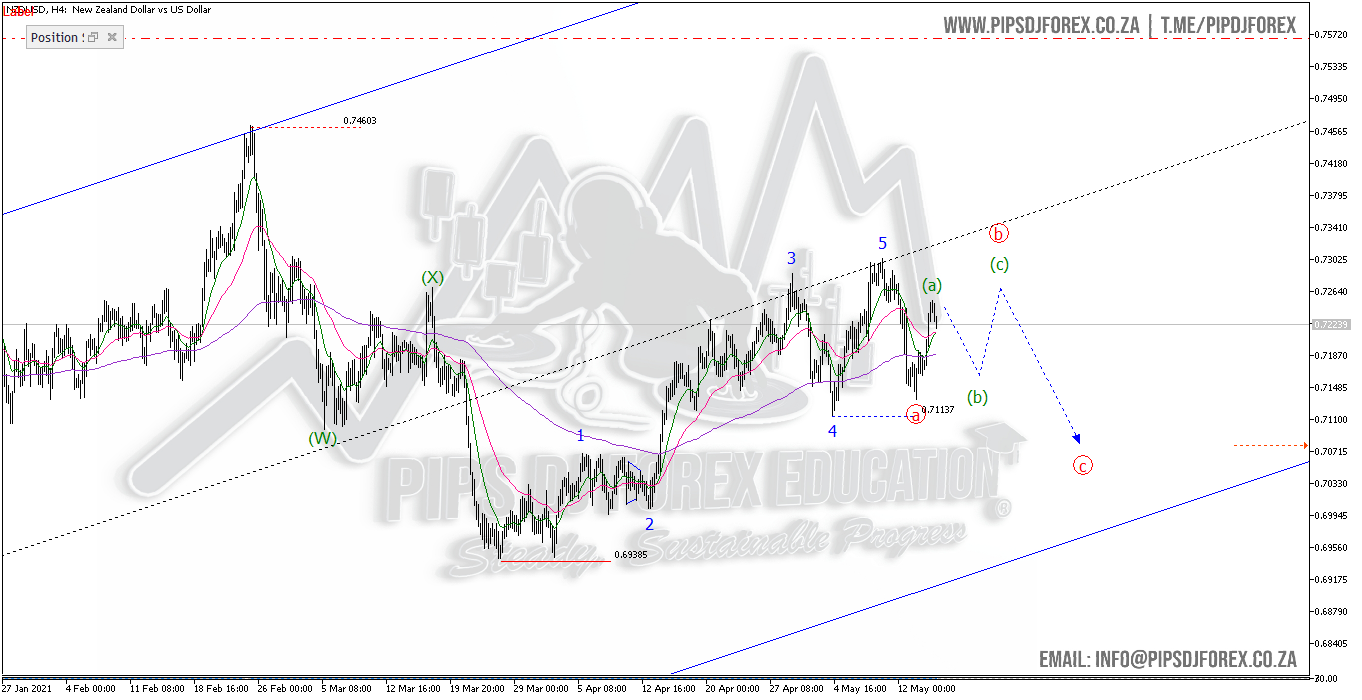 NZDUSD, H4: New Zealand Dollar vs US Dollar
Label
Position
WWW.PIPSDJFOREX.CO.ZA | T.ME/PIPDJFOREX
0.75720
0.75335
0.74950
0.74565
0.74180
0.73795
0.73410
0.73025
0.72640
0.72239
0.71870
0.71485
0.71100
0.70715
0.70330
0.69945
0.69560
0.69175
0.68790
0.68405
0.74603
(X)
(W)
1
2
3
4
5
(a)
(b)
(c)
b
a
c
0.71137
0.69385
PIPS DJ FOREX EDUCATION
®
Steady, Sustainable Progress
EMAIL: INFO@PIPSDJFOREX.CO.ZA
27 Jan 2021
4 Feb 00:00
11 Feb 08:00
18 Feb 16:00
26 Feb 00:00
5 Mar 08:00
12 Mar 16:00
19 Mar 20:00
29 Mar 00:00
5 Apr 08:00
12 Apr 16:00
20 Apr 00:00
27 Apr 08:00
4 May 16:00
12 May 00:00